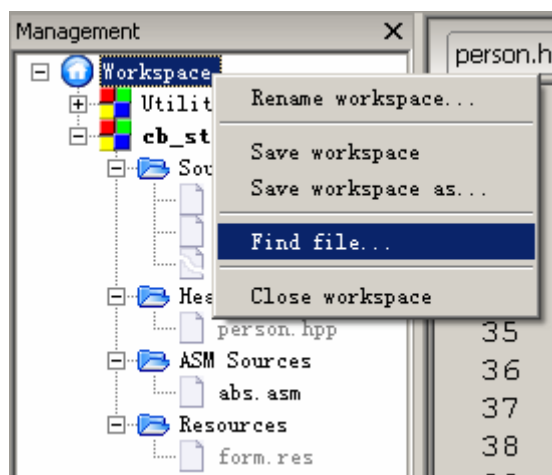 Management
person.h
Workspace
Rename workspace...
Utilit
cb_st
Save workspace
Sou
Save workspace as...
Find file...
Hea
Close workspace
person.hpp
35
ASM Sources
36
abs.asm
37
Resources
38
form.res